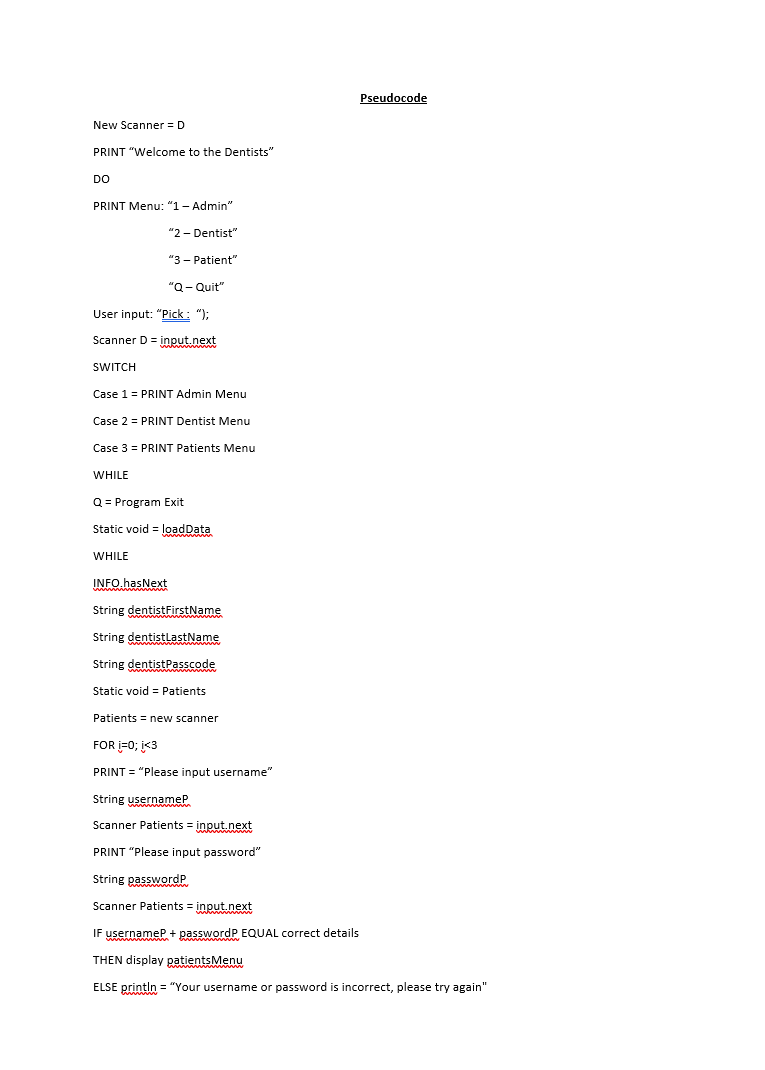 Pseudocode
New Scanner = D
PRINT “Welcome to the Dentists”
DO
PRINT Menu: “1 – Admin”
“2 – Dentist”
“3 – Patient”
“Q – Quit”
User input: “Pick :  “);
Scanner D = input.next
SWITCH
Case 1 = PRINT Admin Menu
Case 2 = PRINT Dentist Menu
Case 3 = PRINT Patients Menu
WHILE
Q = Program Exit
Static void = loadData
WHILE
INFO.hasNext
String dentistFirstName
String dentistLastName
String dentistPasscode
Static void = Patients
Patients = new scanner
FOR i=0; i<3
PRINT = “Please input username”
String usernameP
Scanner Patients = input.next
PRINT “Please input password”
String passwordP
Scanner Patients = input.next
IF usernameP + passwordP EQUAL correct details
THEN display patientsMenu
ELSE println = “Your username or password is incorrect, please try again"